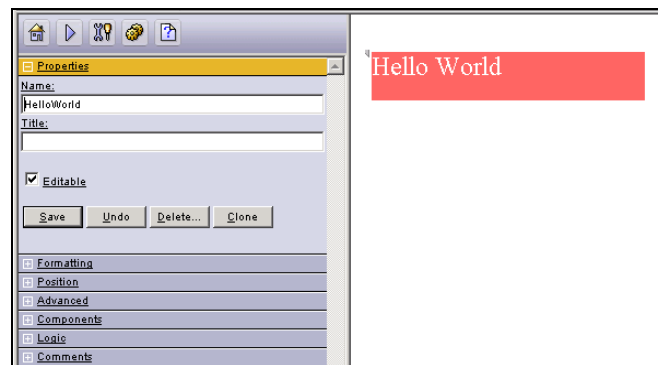 Properties
Name:
HelloWorld
Title:
Editable
Save Undo Delete... Clone
Formatting
Position
Advanced
Components
Logic
Comments
Hello World